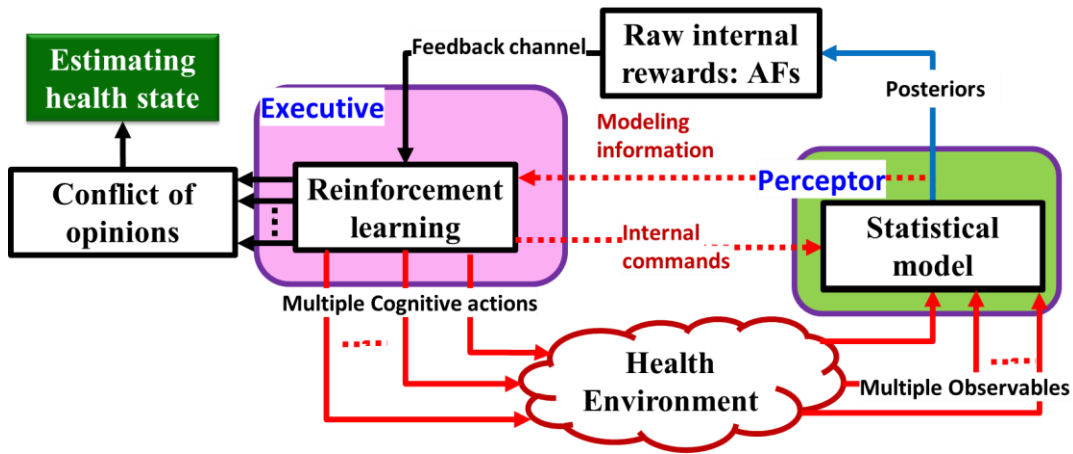 Estimating
health state
Feedback channel
Raw internal
rewards: AFs
Posteriors
Executive
Modeling
information
Perceptor
Conflict of
opinions
Reinforcement
learning
Internal
commands
Statistical
model
Multiple Cognitive actions
Health
Environment
Multiple Observables